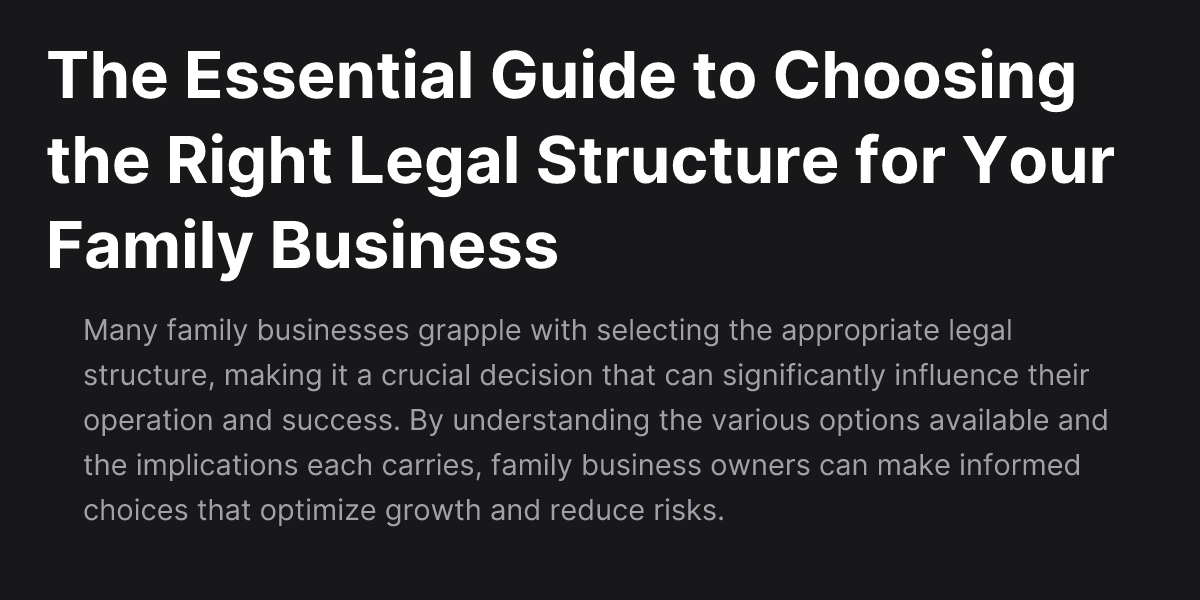 The Essential Guide to Choosing
the Right Legal Structure for Your
Family Business
Many family businesses grapple with selecting the appropriate legal
structure, making it a crucial decision that can significantly influence their
operation and success. By understanding the various options available and
the implications each carries, family business owners can make informed
choices that optimize growth and reduce risks.